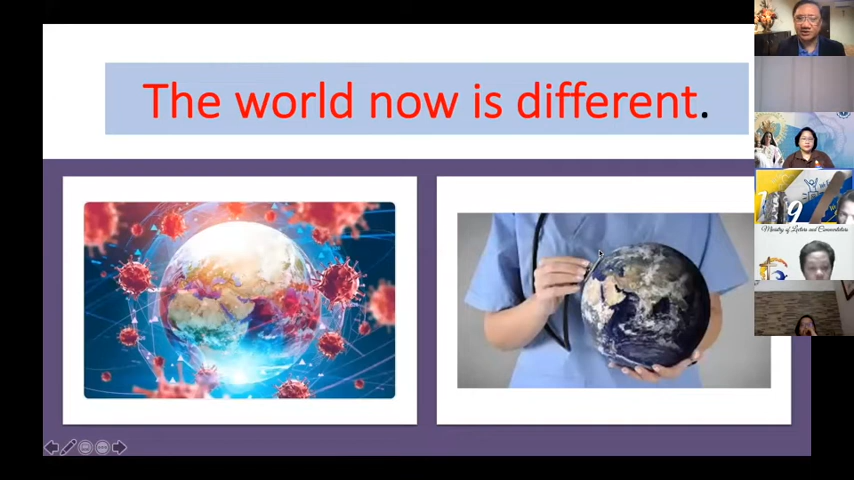 The world now is different.
Ministry of Lectors and Commentators